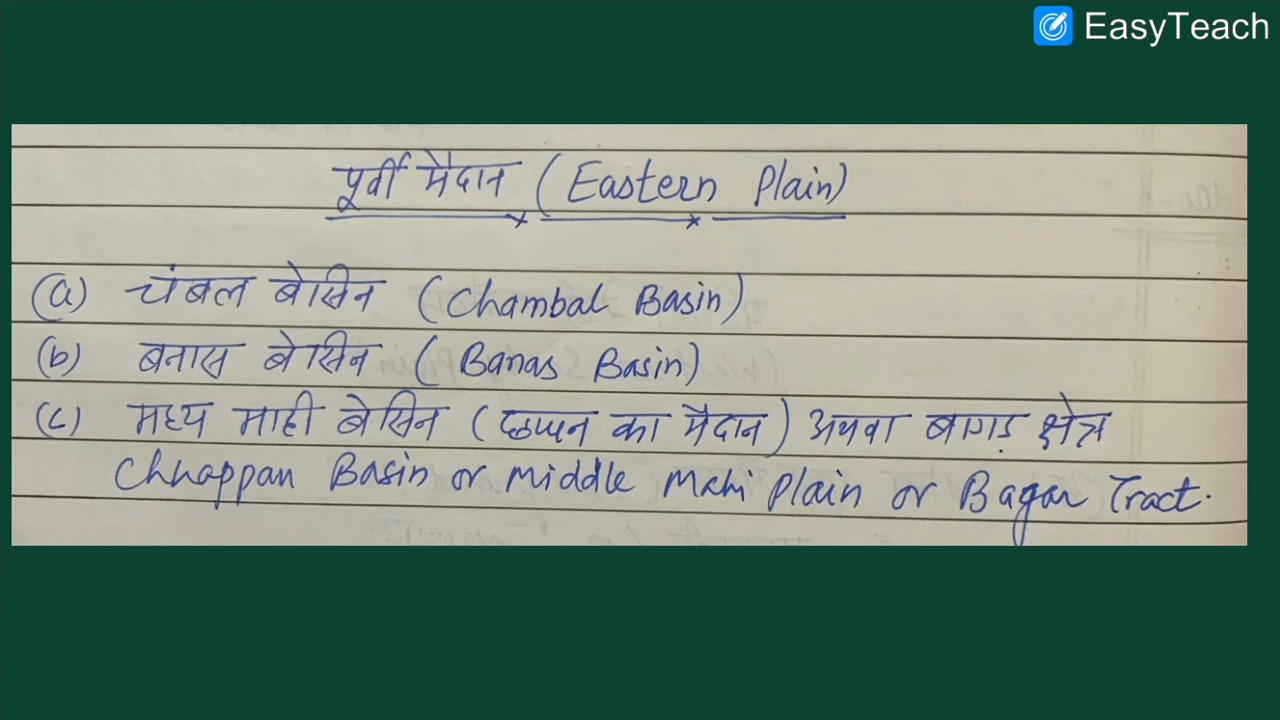 EasyTeach
पूर्वी मैदान (Eastern Plain)
(a) चंबल बेसिन (Chambal Basin)
(b) बनास बेसिन (Banas Basin)
(c) मध्य माही बेसिन (छप्पन का मैदान) अथवा बागड़ क्षेत्र
Chhappan Basin or Middle Mahi Plain or Bagar Tract.